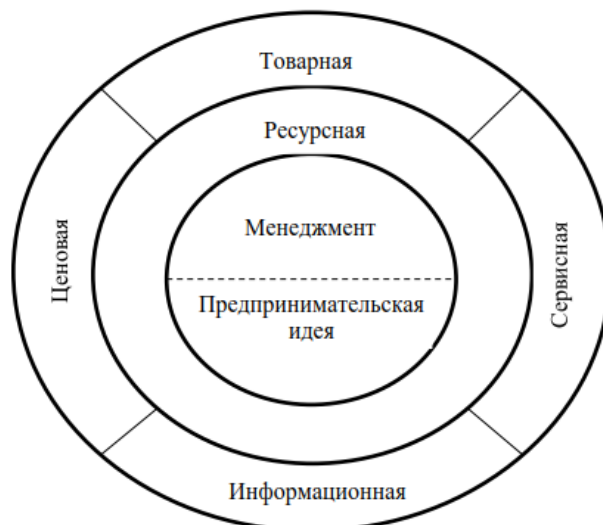 Товарная
Ресурсная
Менеджмент
Ценовая
Сервисная
Предпринимательская
идея
Информационная